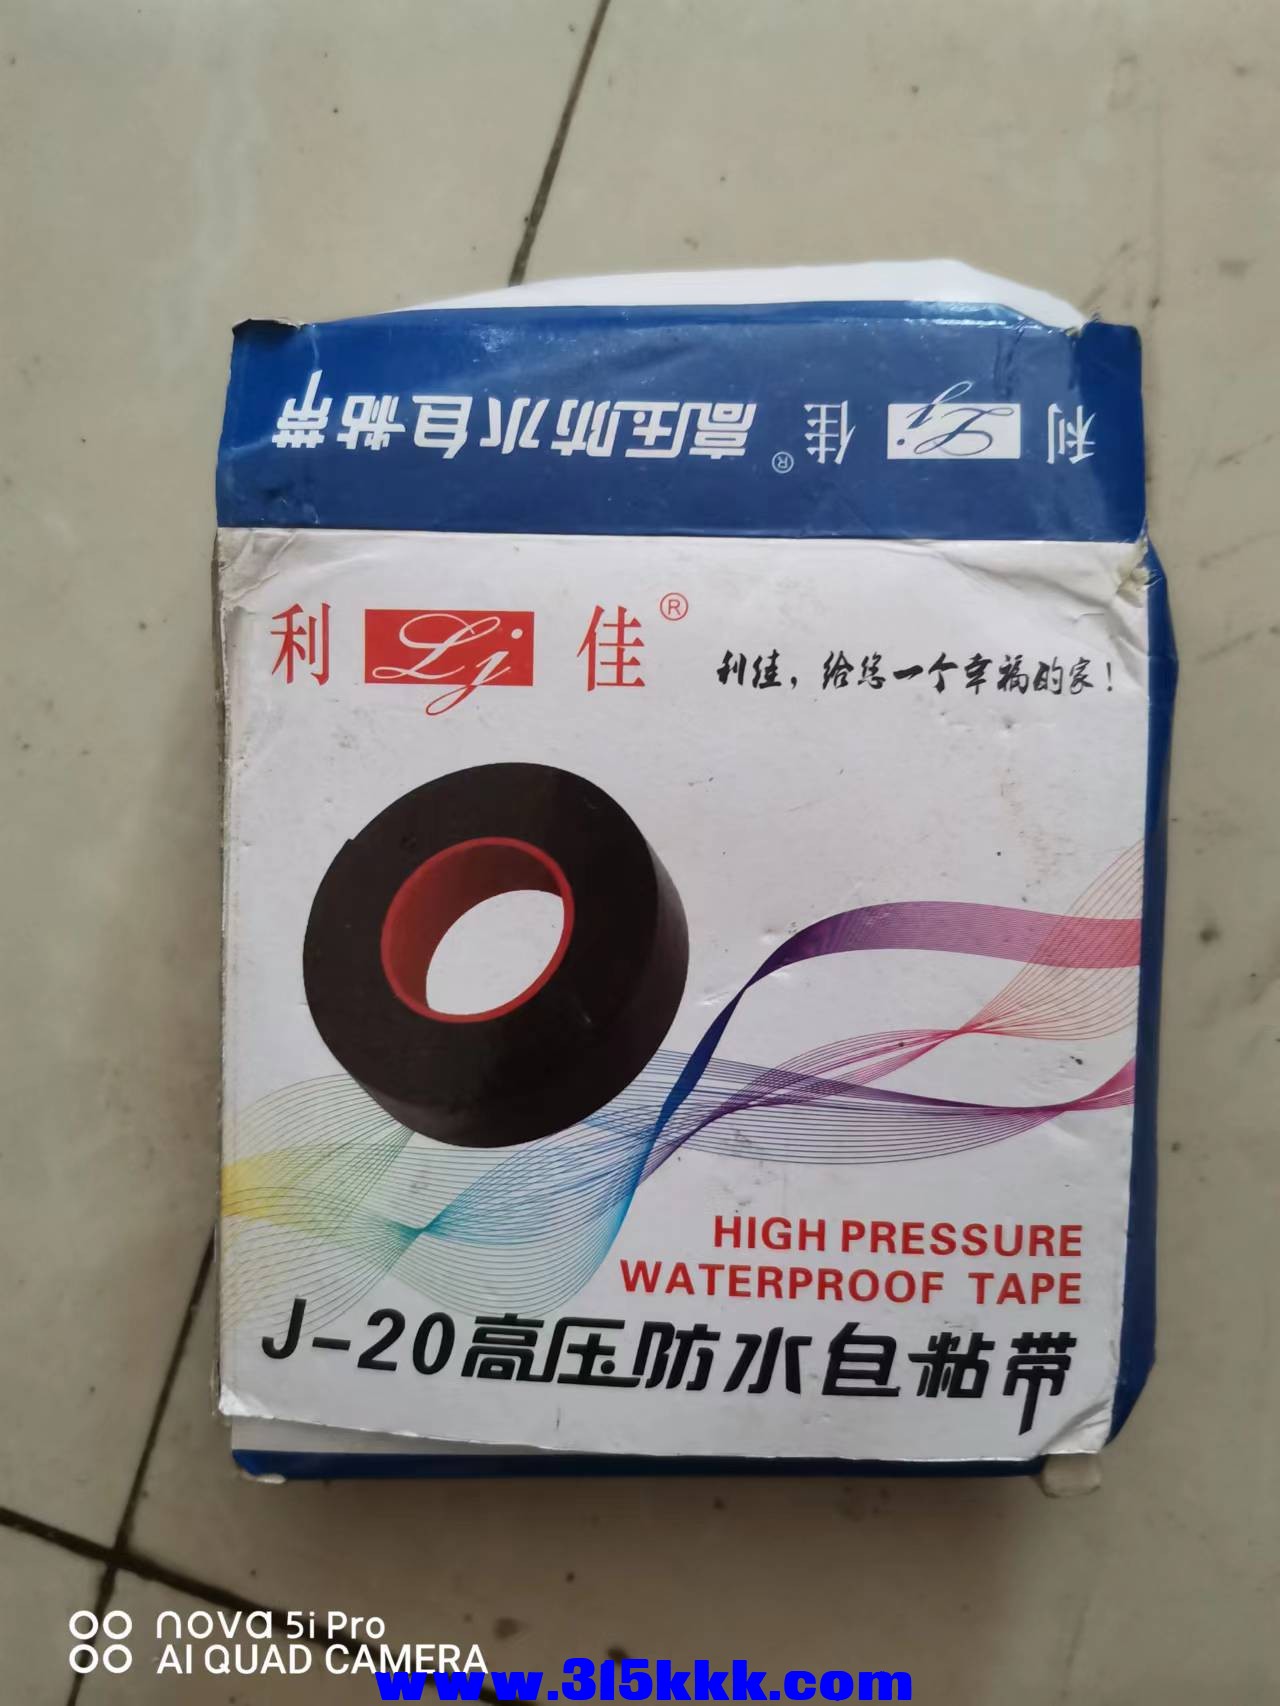 利 Lj 佳® 高压防水自粘带
利 Lj 佳®
利佳，给您一个幸福的家！
HIGH PRESSURE
WATERPROOF TAPE
J-20高压防水自粘带
nova 5i Pro
AI QUAD CAMERA
www.315kkk.com